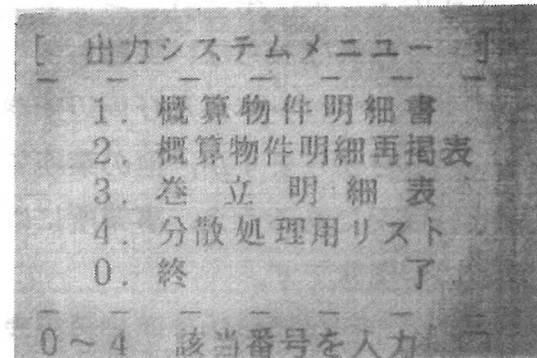 [ 出力システムメニュー ]
1. 概算物件明細書
2. 概算物件明細再掲表
3. 巻立明細表
4. 分散処理用リスト
0. 終了
0～4 該当番号を入力